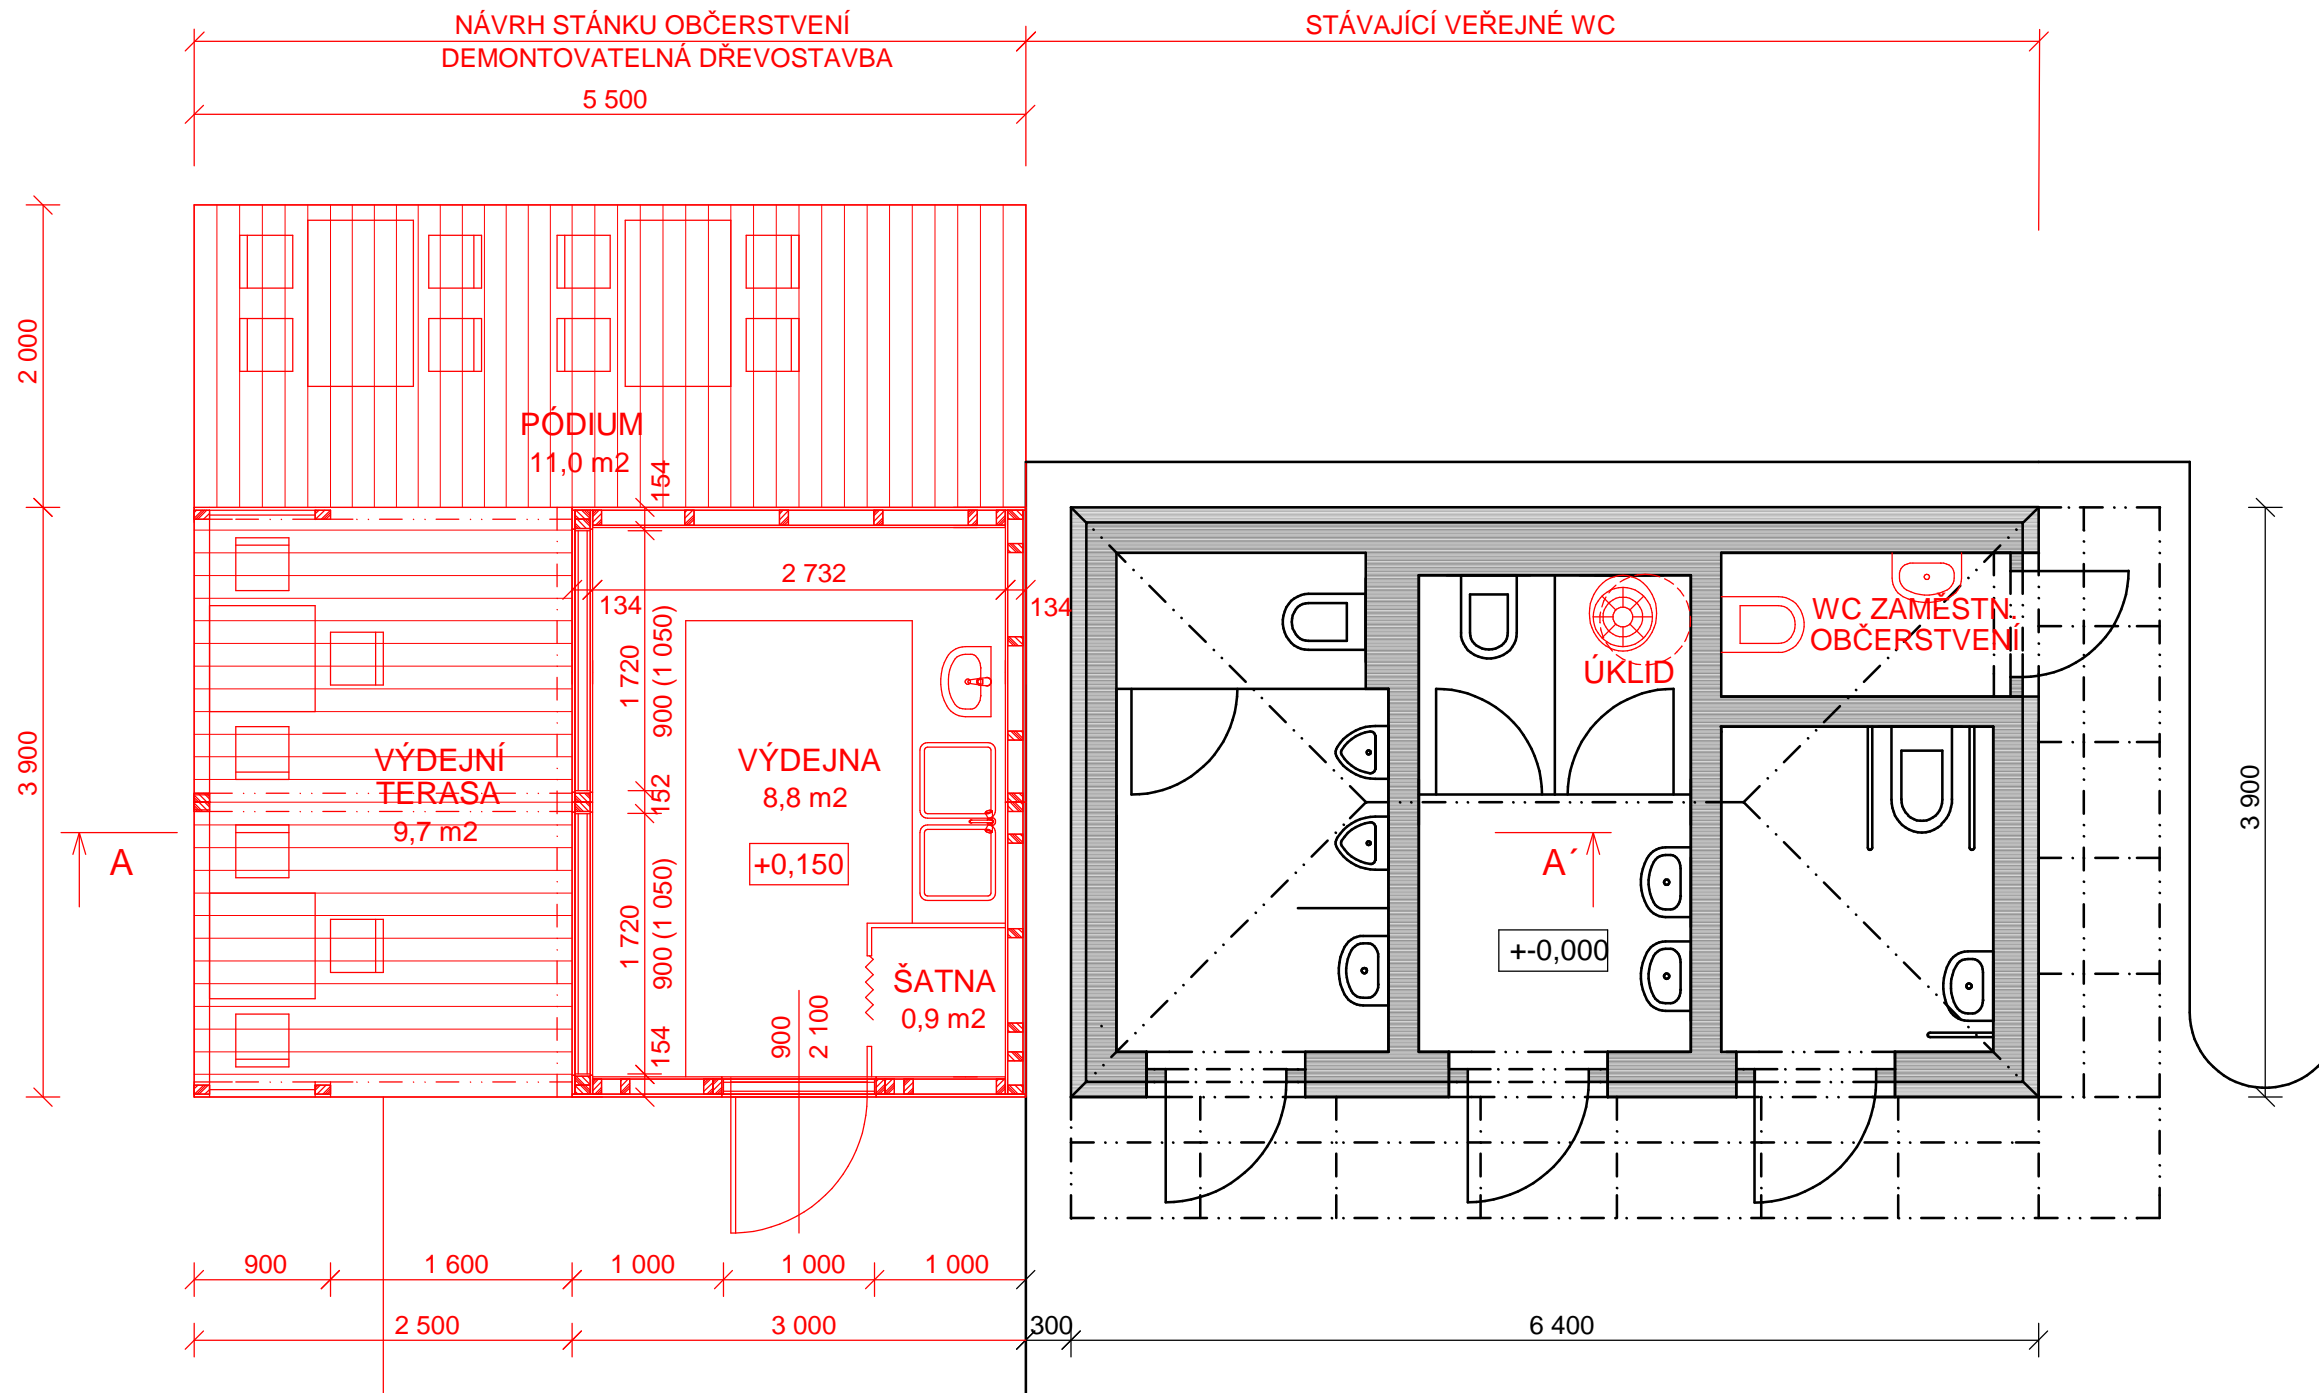 NÁVRH STÁNKU OBČERSTVENÍ
DEMONTOVATELNÁ DŘEVOSTAVBA
5 500
STÁVAJÍCÍ VEŘEJNÉ WC
2 000
3 900
PÓDIUM
11,0 m2
154
2 732
134
134
1 720
900 (1 050)
152
VÝDEJNÍ
TERASA
9,7 m2
VÝDEJNA
8,8 m2
+0,150
1 720
900 (1 050)
154
ŠATNA
0,9 m2
900
2 100
A
A´
ÚKLID
WC ZAMĚSTN.
OBČERSTVENÍ
+-0,000
3 900
900
1 600
1 000
1 000
1 000
2 500
3 000
300
6 400